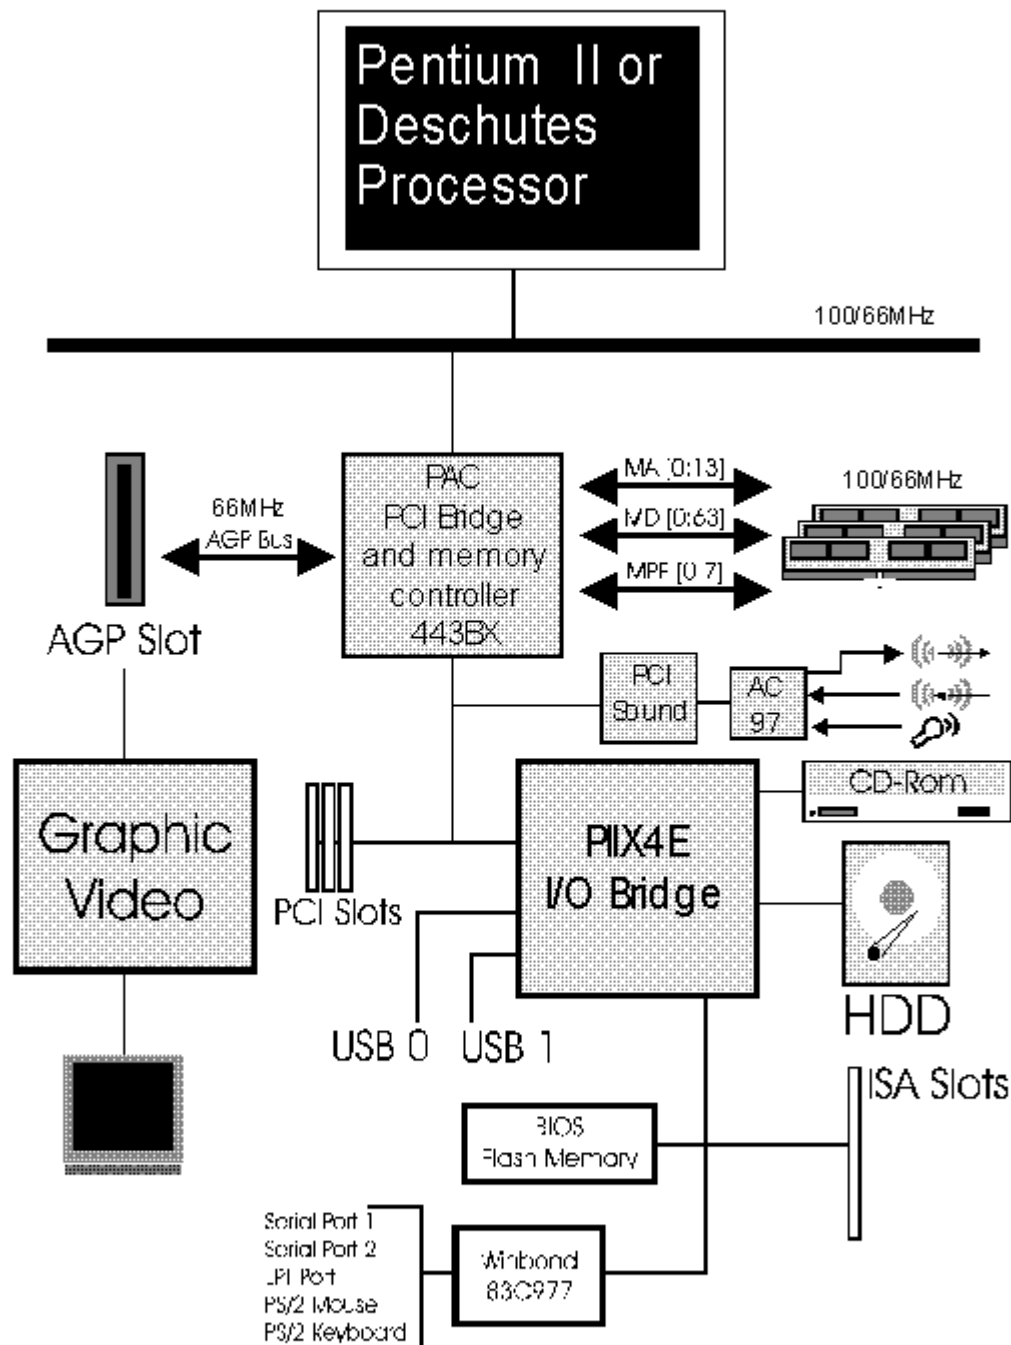 Pentium II or
Deschutes
Processor
100/66MHz
PAC
PCI Bridge
and memory
controller
443BX
MA [0:13]
MD [0:63]
MPF [0:7]
100/66MHz
66MHz
AGP Bus
AGP Slot
PCI
Sound
AC
97
CD-Rom
Graphic
Video
PIIX4E
I/O Bridge
PCI Slots
HDD
USB 0
USB 1
ISA Slots
BIOS
Flash Memory
Serial Port 1
Serial Port 2
LPT Port
PS/2 Mouse
PS/2 Keyboard
Winbond
83C977